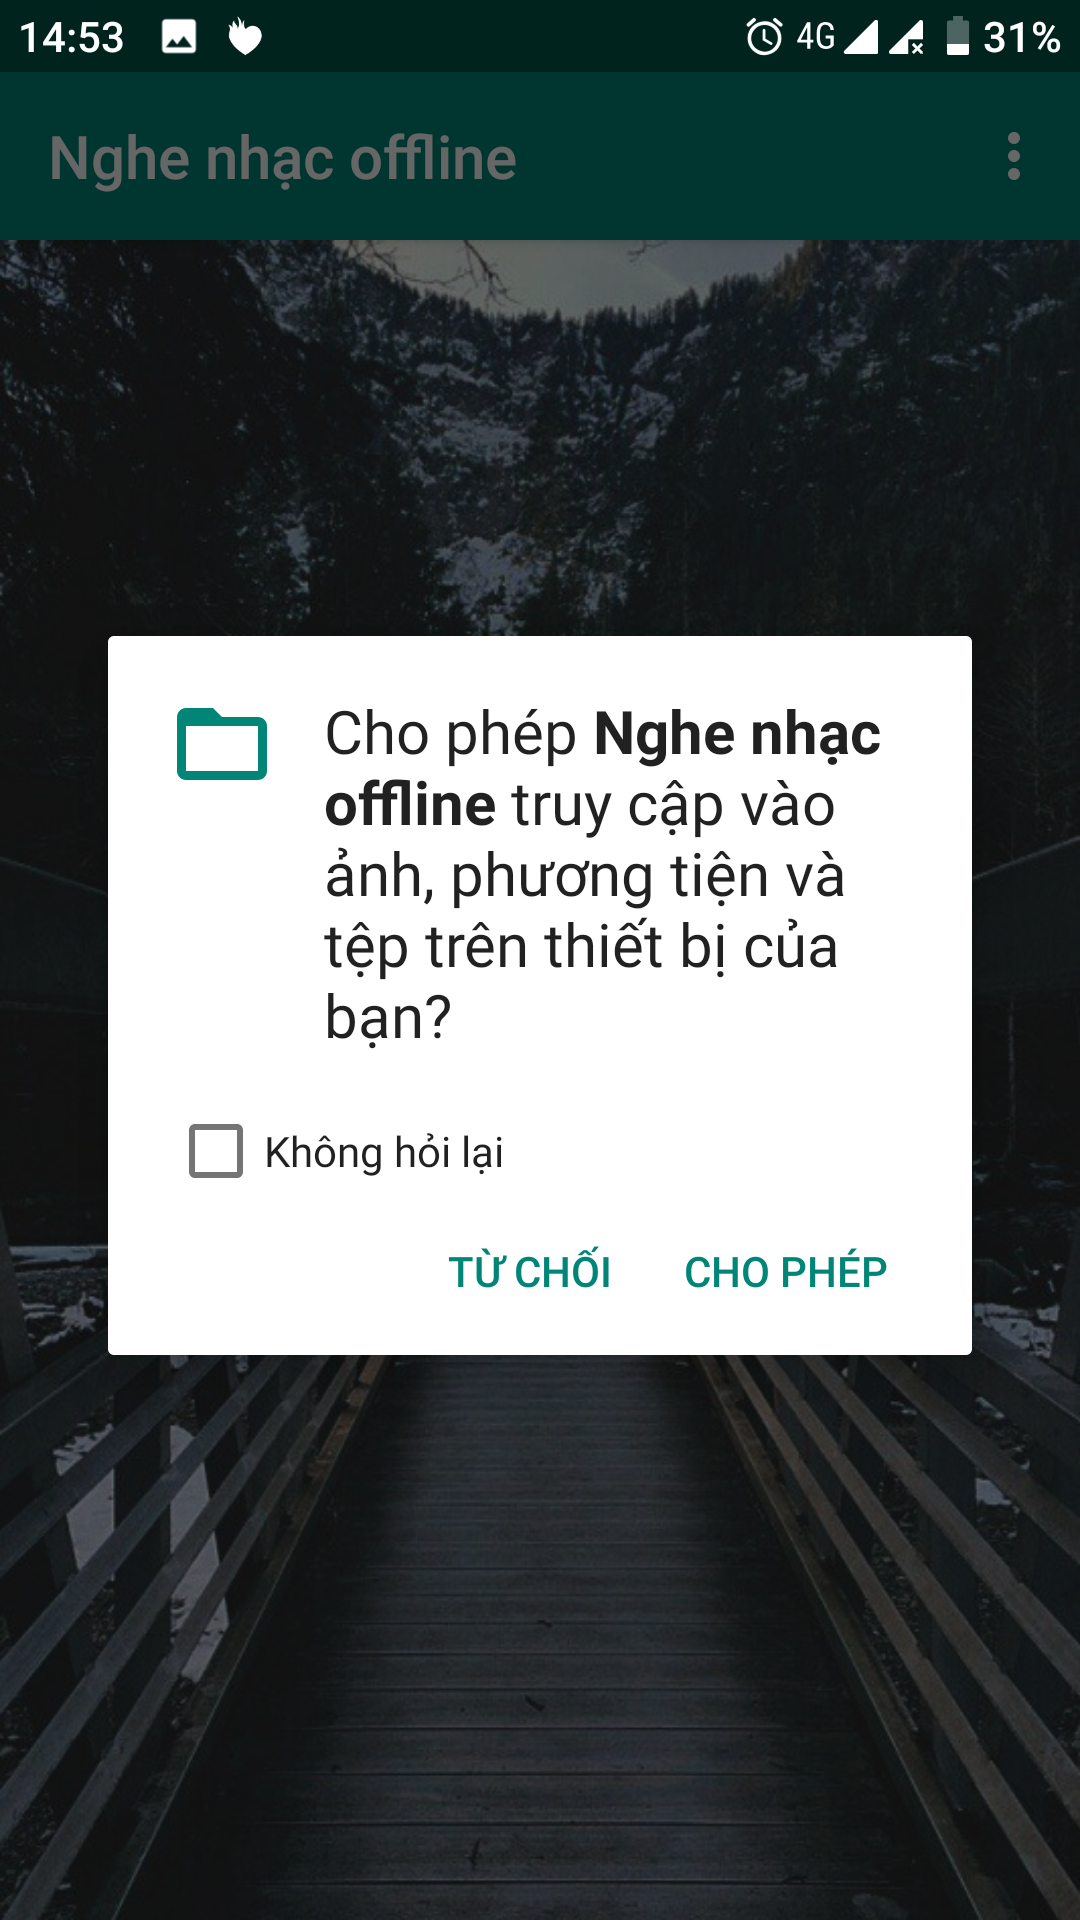 14:53 4G 31%
Nghe nhạc offline
Cho phép Nghe nhạc
offline truy cập vào
ảnh, phương tiện và
tệp trên thiết bị của
bạn?
Không hỏi lại
TỪ CHỐI CHO PHÉP